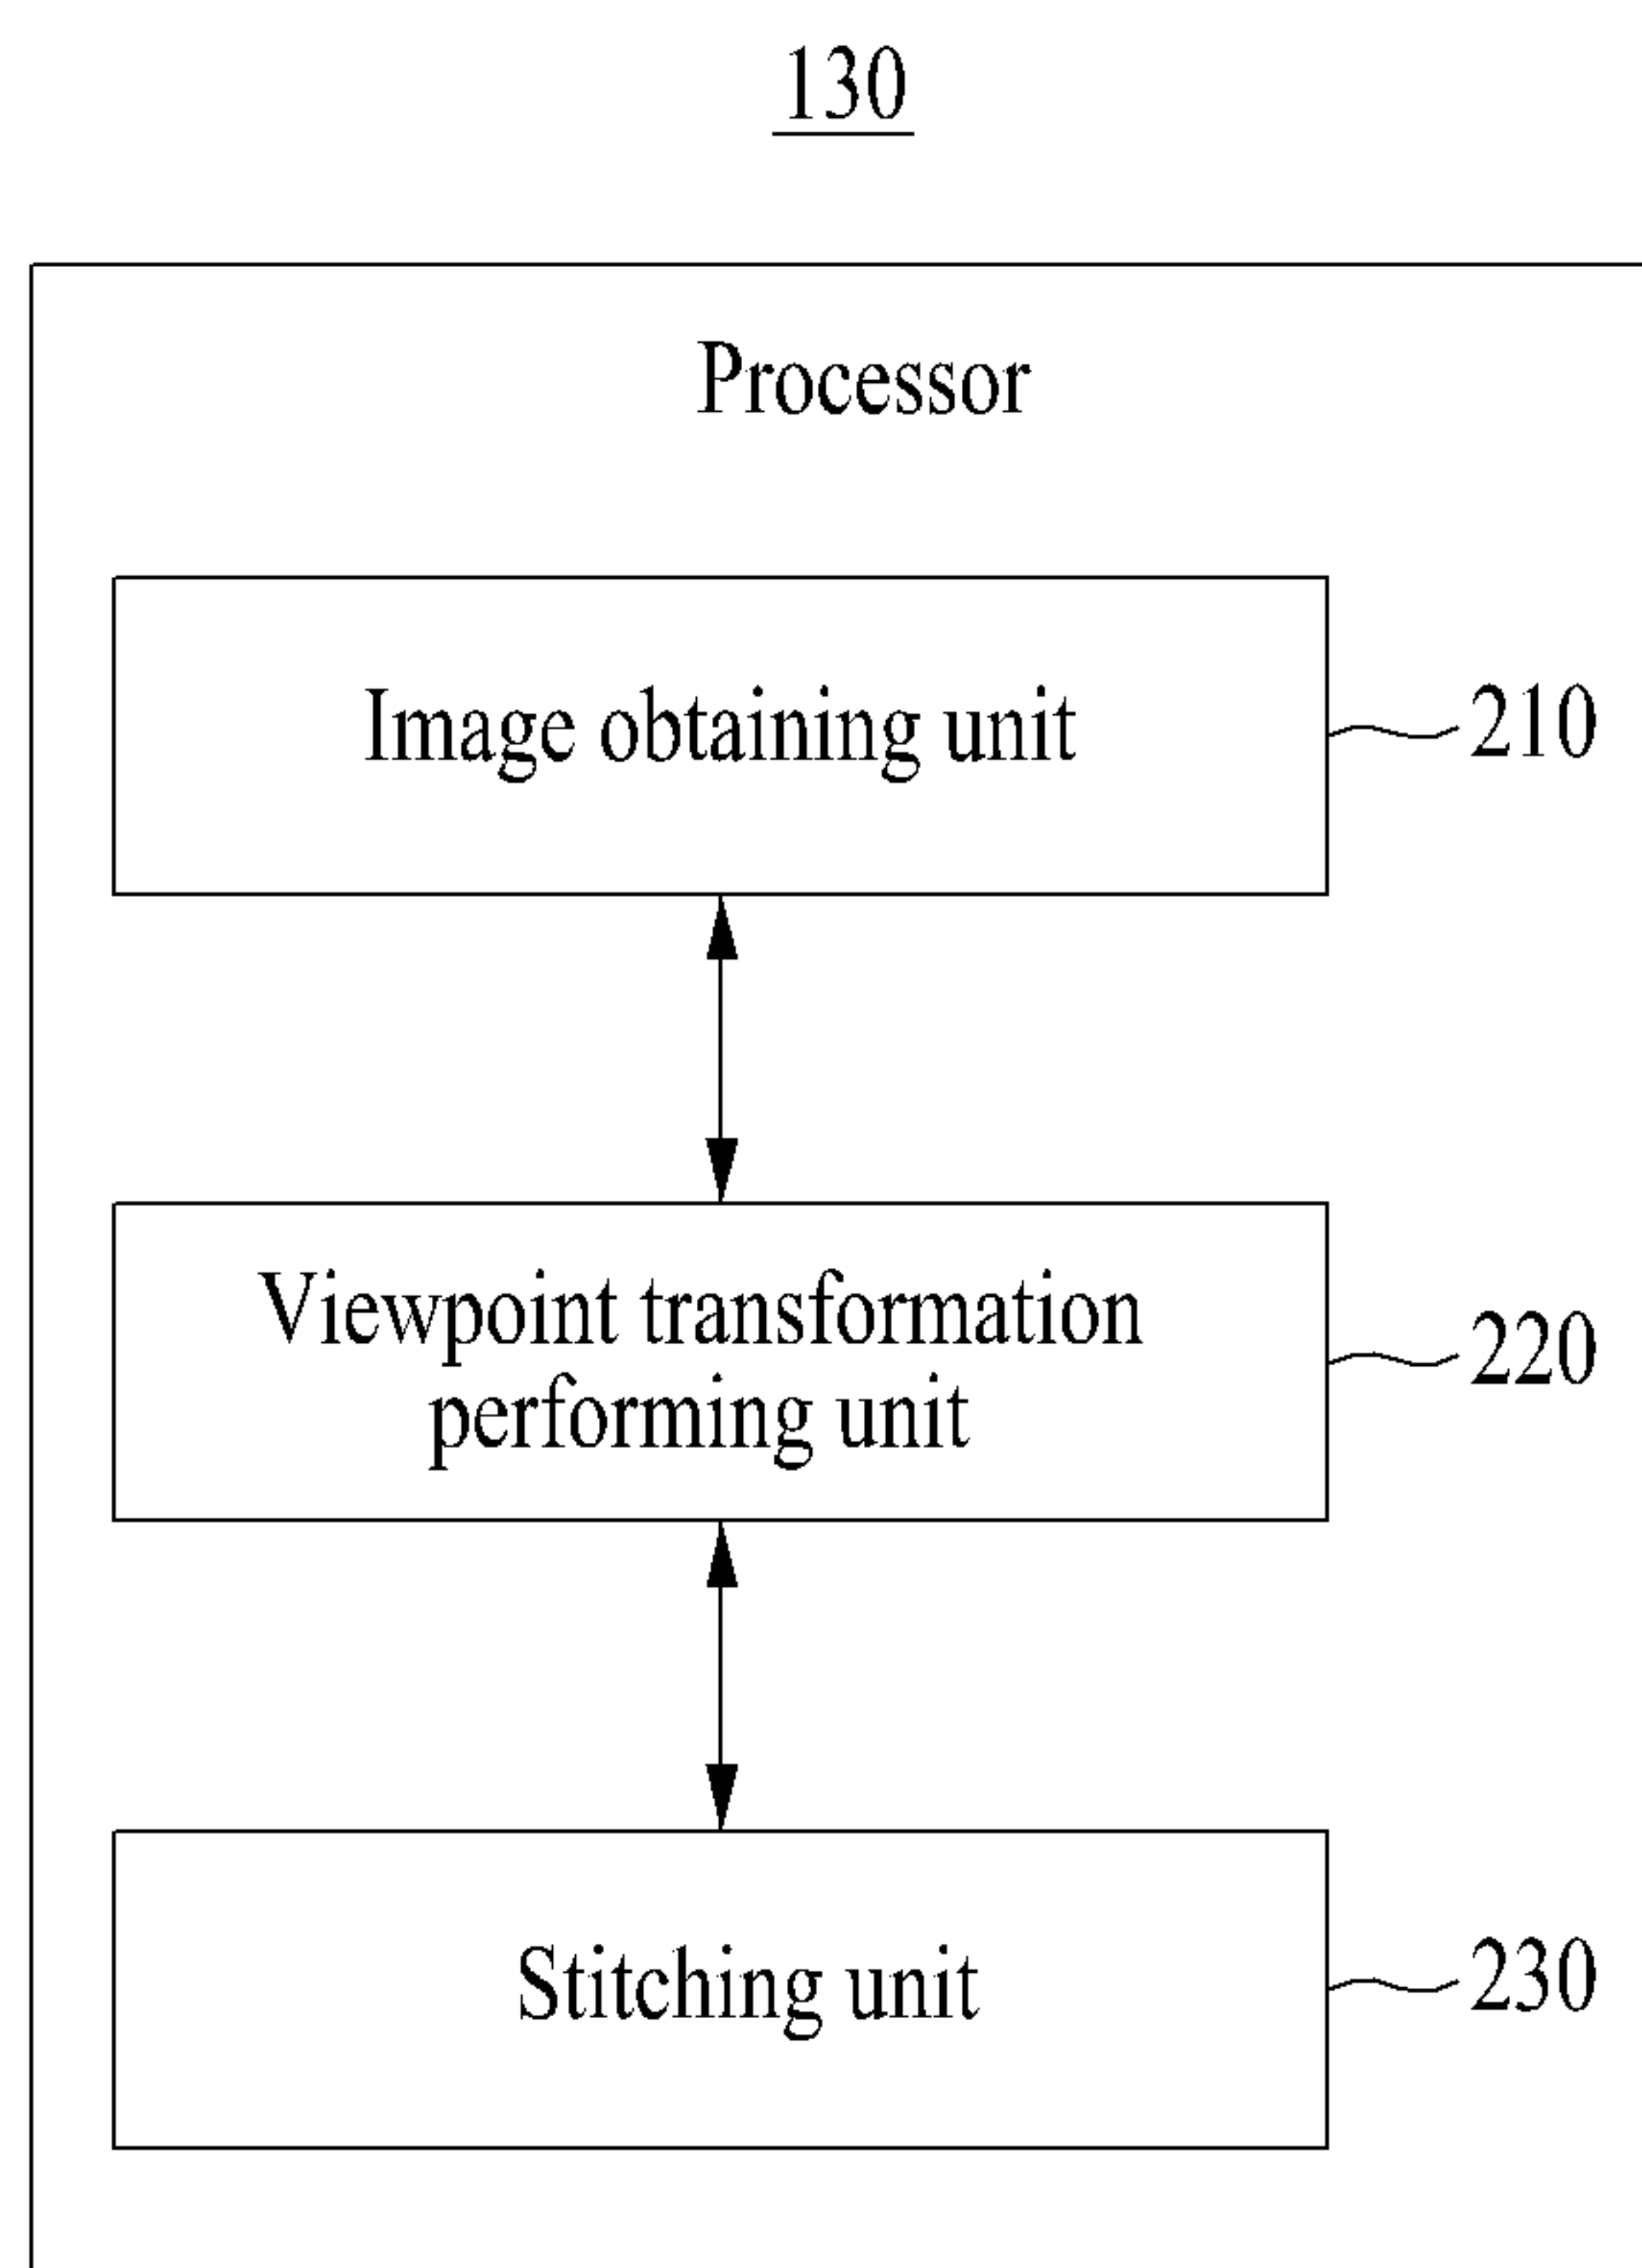 130
Processor
Image obtaining unit
210
Viewpoint transformation
performing unit
220
Stitching unit
230